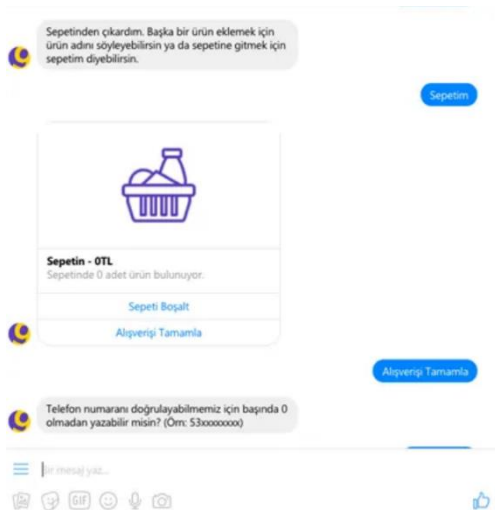 Sepetinden çıkardım. Başka bir ürün eklemek için
ürün adını söyleyebilirsin ya da sepetine gitmek için
sepetim diyebilirsin.
Sepetim
Sepetin - 0TL
Sepetinde 0 adet ürün bulunuyor.
Sepeti Boşalt
Alışverişi Tamamla
Alışverişi Tamamla
Telefon numaranı doğrulayabilmemiz için başında 0
olmadan yazabilir misin? (Örn: 53xxxxxxxx)
Bir mesaj yaz...
GIF